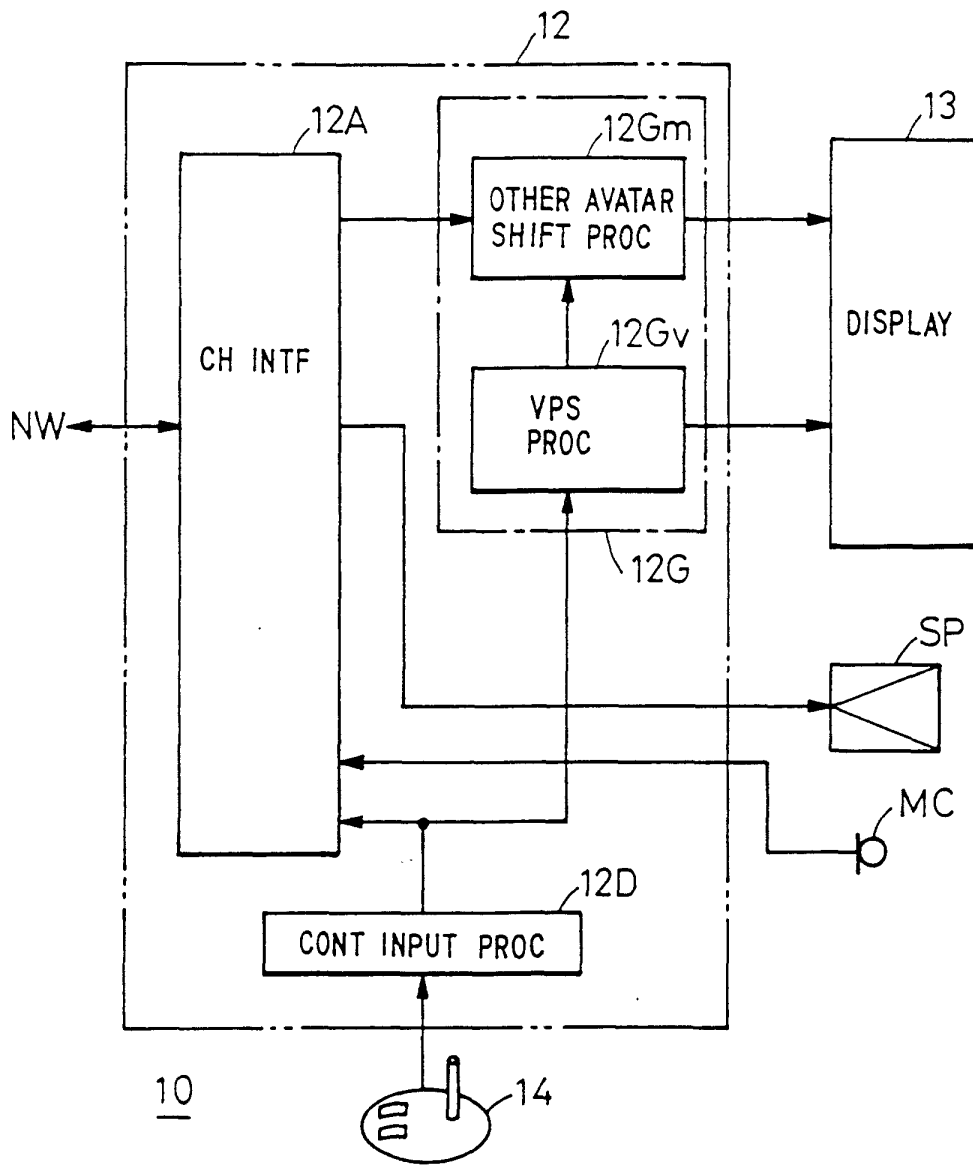 12
12A
12Gm
13
OTHER AVATAR
SHIFT PROC
CH INTF
12Gv
DISPLAY
VPS
PROC
NW
12G
SP
MC
12D
CONT INPUT PROC
10
14